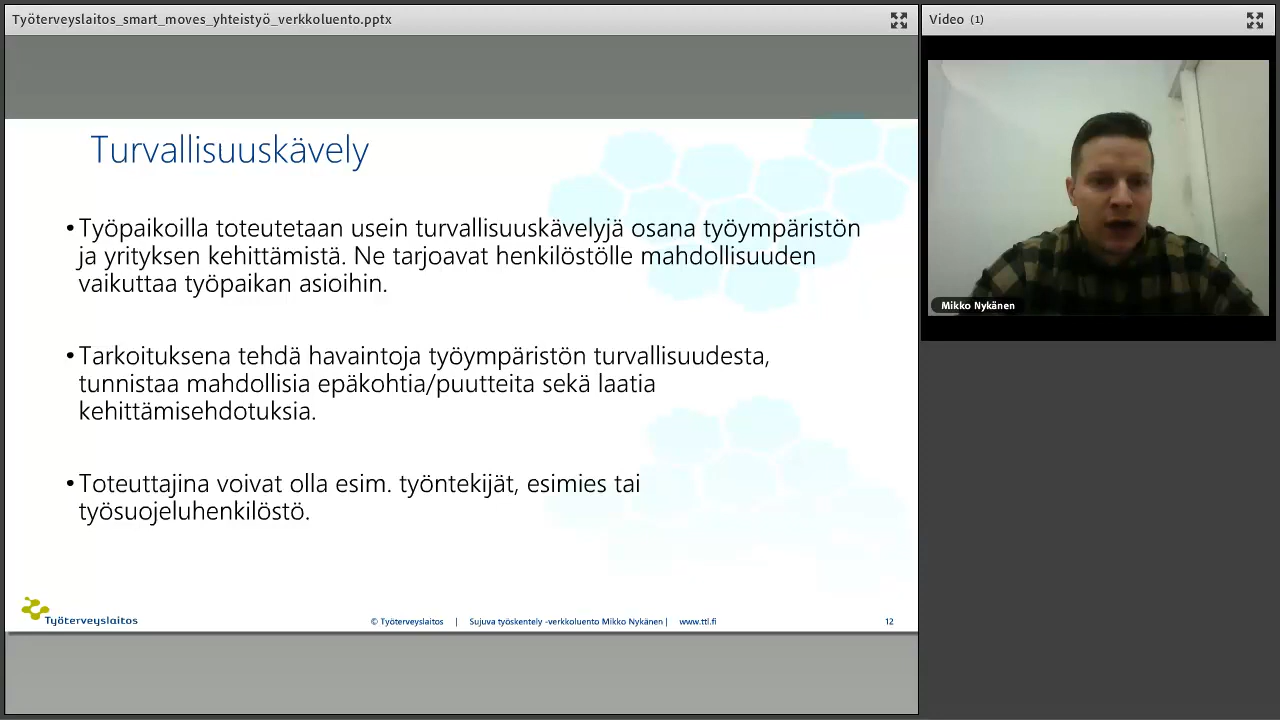 Työterveyslaitos_smart_moves_yhteistyö_verkkoluento.pptx
Video (1)
Turvallisuuskävely
•Työpaikoilla toteutetaan usein turvallisuuskävelyjä osana työympäristön
ja yrityksen kehittämistä. Ne tarjoavat henkilöstölle mahdollisuuden
vaikuttaa työpaikan asioihin.
•Tarkoituksena tehdä havaintoja työympäristön turvallisuudesta,
tunnistaa mahdollisia epäkohtia/puutteita sekä laatia
kehittämisehdotuksia.
•Toteuttajina voivat olla esim. työntekijät, esimies tai
työsuojeluhenkilöstö.
Mikko Nykänen
Työterveyslaitos
© Työterveyslaitos | Sujuva työskentely -verkkoluento Mikko Nykänen | www.ttl.fi
12